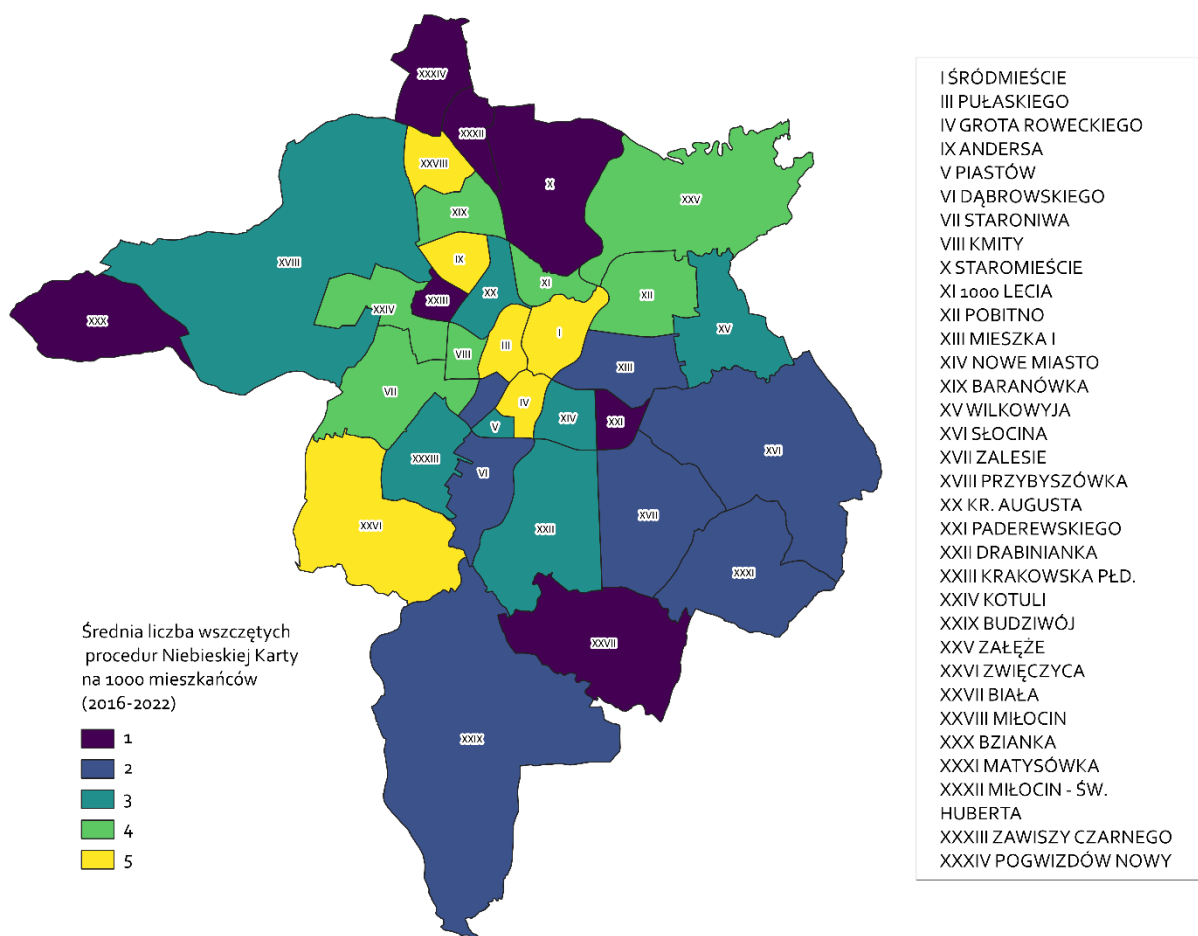 XXXIV
XXXII
XXVIII
X
XXV
XIX
IX
XVIII
XX
XI
XII
XXIII
XXIV
XXX
XV
I
III
VIII
XIII
VII
IV
XIV
XXI
V
XXXIII
VI
XVI
XXVI
XXII
XVII
XXXI
XXVII
XXIX
Średnia liczba wszczętych
procedur Niebieskiej Karty
na 1000 mieszkańców
(2016-2022)
1
2
3
4
5
I ŚRÓDMIEŚCIE
III PUŁASKIEGO
IV GROTA ROWECKIEGO
IX ANDERSA
V PIASTÓW
VI DĄBROWSKIEGO
VII STARONIWA
VIII KMITY
X STAROMIEŚCIE
XI 1000 LECIA
XII POBITNO
XIII MIESZKA I
XIV NOWE MIASTO
XIX BARANÓWKA
XV WILKOWYJA
XVI SŁOCINA
XVII ZALESIE
XVIII PRZYBYSZÓWKA
XX KR. AUGUSTA
XXI PADEREWSKIEGO
XXII DRABINIANKA
XXIII KRAKOWSKA PŁD.
XXIV KOTULI
XXIX BUDZIWÓJ
XXV ZAŁĘŻE
XXVI ZWIĘCZYCA
XXVII BIAŁA
XXVIII MIŁOCIN
XXX BZIANKA
XXXI MATYSÓWKA
XXXII MIŁOCIN - ŚW.
HUBERTA
XXXIII ZAWISZY CZARNEGO
XXXIV POGWIZDÓW NOWY